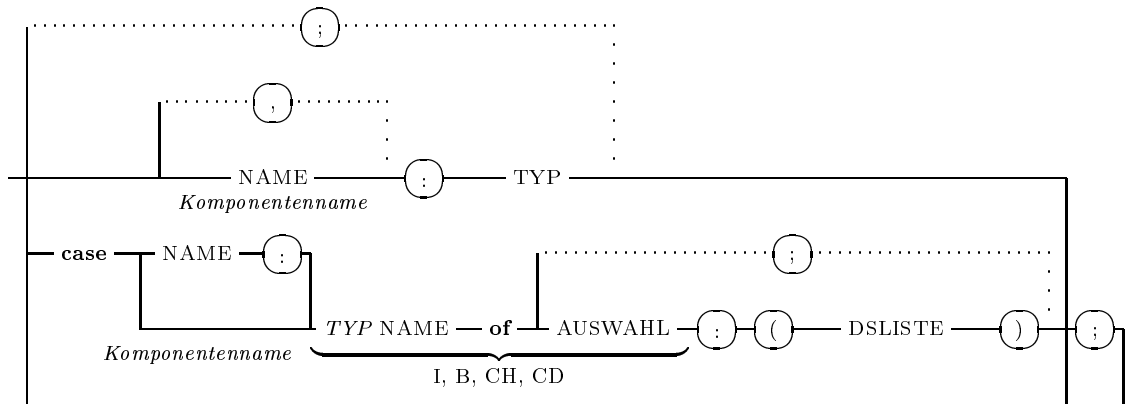 ;
,
NAME : TYP
Komponentenname
case NAME : ;
TYP NAME of AUSWAHL : ( DSLISTE ) ;
Komponentenname
I, B, CH, CD